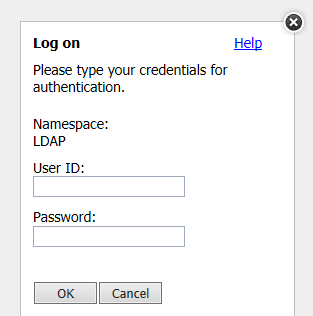 Log on
Help
Please type your credentials for
authentication.
Namespace:
LDAP
User ID:
Password:
OK
Cancel